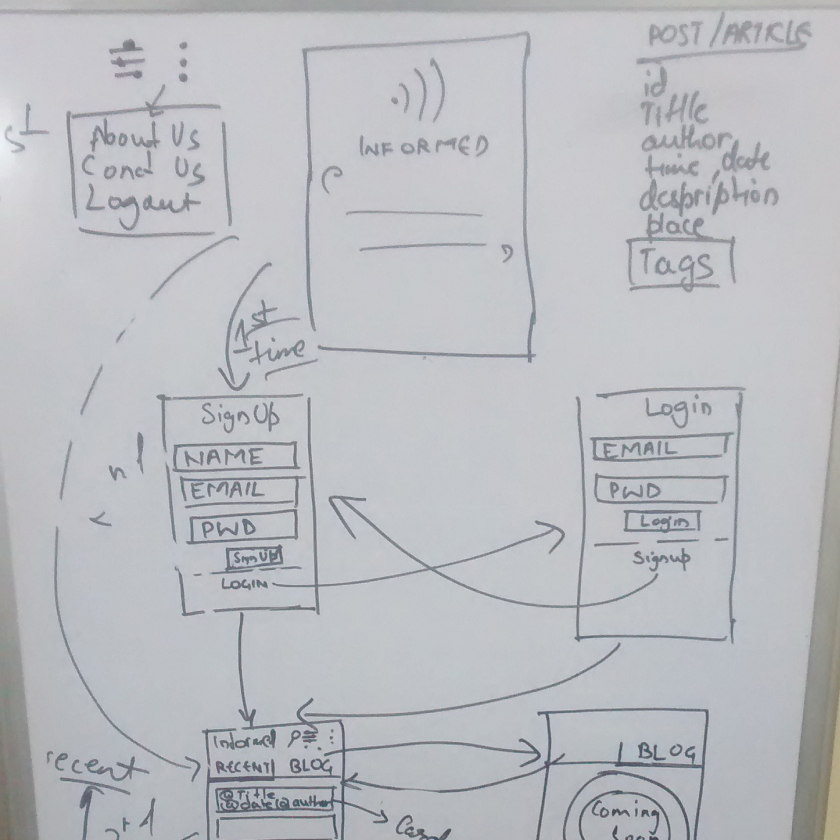 POST/ARTICLE
id
Title
author
time, date
description
place
Tags
About Us
Cond Us
Logout
INFORMED
1st
time
SignUp
NAME
EMAIL
PWD
SignUp
LOGIN
Login
EMAIL
PWD
Login
Signup
Informed
RECENT BLOG
@Title
@date @author
recent
BLOG
Coming
Soon